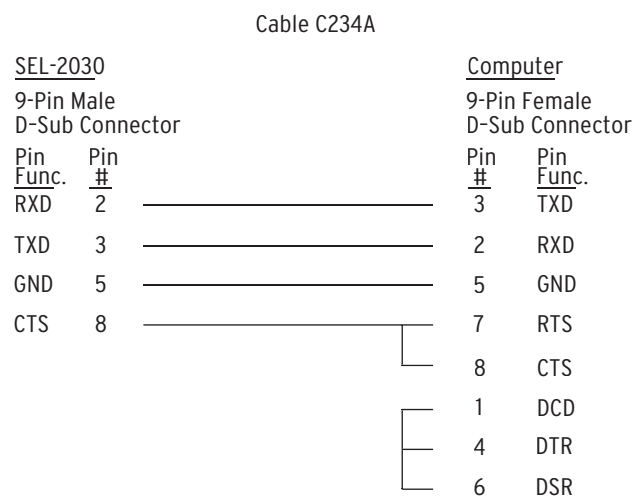 Cable C234A
SEL-2030 Computer
9-Pin Male 9-Pin Female
D-Sub Connector D-Sub Connector
Pin Pin Pin Pin
Func. # # Func.
RXD 2 3 TXD
TXD 3 2 RXD
GND 5 5 GND
CTS 8 7 RTS
8 CTS
1 DCD
4 DTR
6 DSR